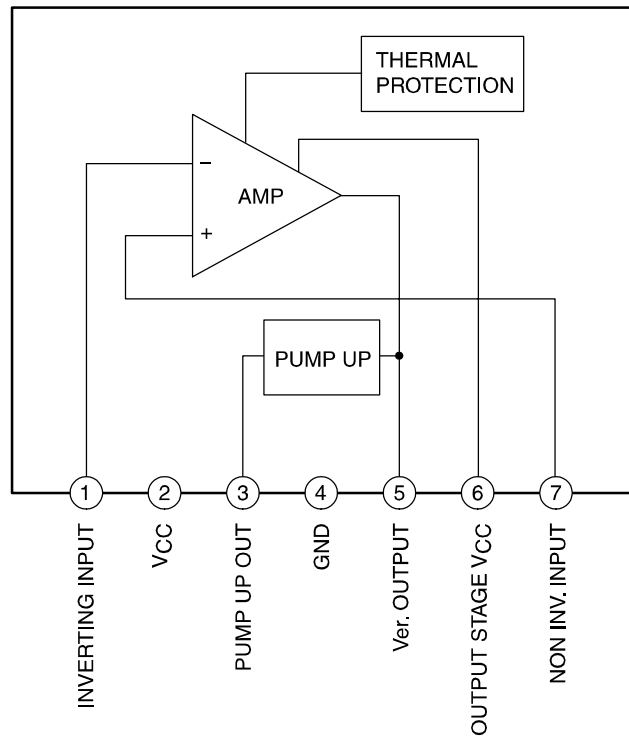 THERMAL
PROTECTION
−
AMP
+
PUMP UP
1
2
3
4
5
6
7
INVERTING INPUT
VCC
PUMP UP OUT
GND
Ver. OUTPUT
OUTPUT STAGE VCC
NON INV. INPUT